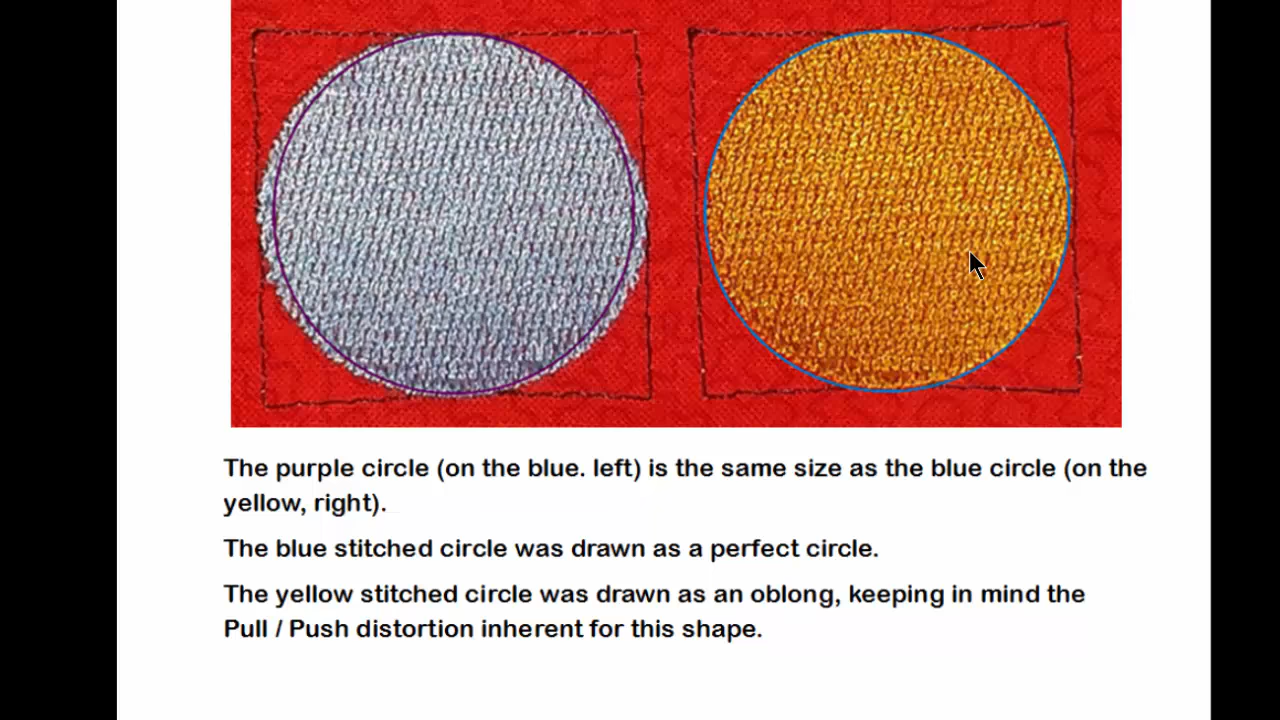 The purple circle (on the blue. left) is the same size as the blue circle (on the
yellow, right).
The blue stitched circle was drawn as a perfect circle.
The yellow stitched circle was drawn as an oblong, keeping in mind the
Pull / Push distortion inherent for this shape.